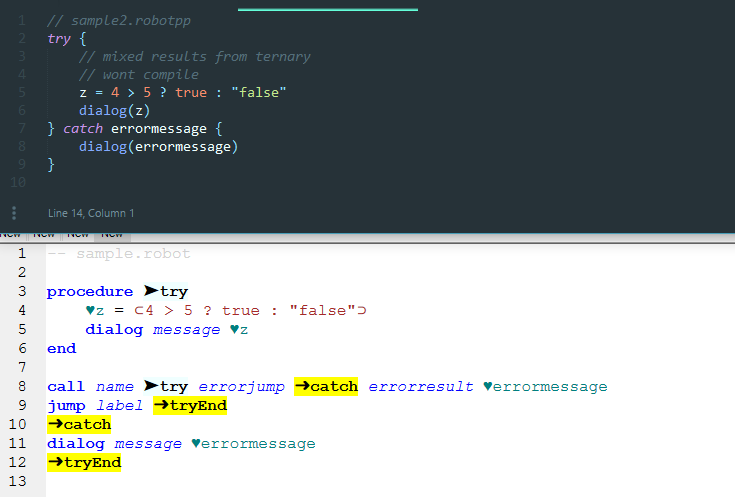 1 // sample2.robotpp
2 try {
3 // mixed results from ternary
4 // wont compile
5 z = 4 > 5 ? true : "false"
6 dialog(z)
7 } catch errormessage {
8 dialog(errormessage)
9 }
10
Line 14, Column 1
New New New New
1 -- sample.robot
2
3 procedure ➤try
4 ♥z = ⊂4 > 5 ? true : "false"⊃
5 dialog message ♥z
6 end
7
8 call name ➤try errorjump ➜catch errorresult ♥errormessage
9 jump label ➜tryEnd
10 ➜catch
11 dialog message ♥errormessage
12 ➜tryEnd
13